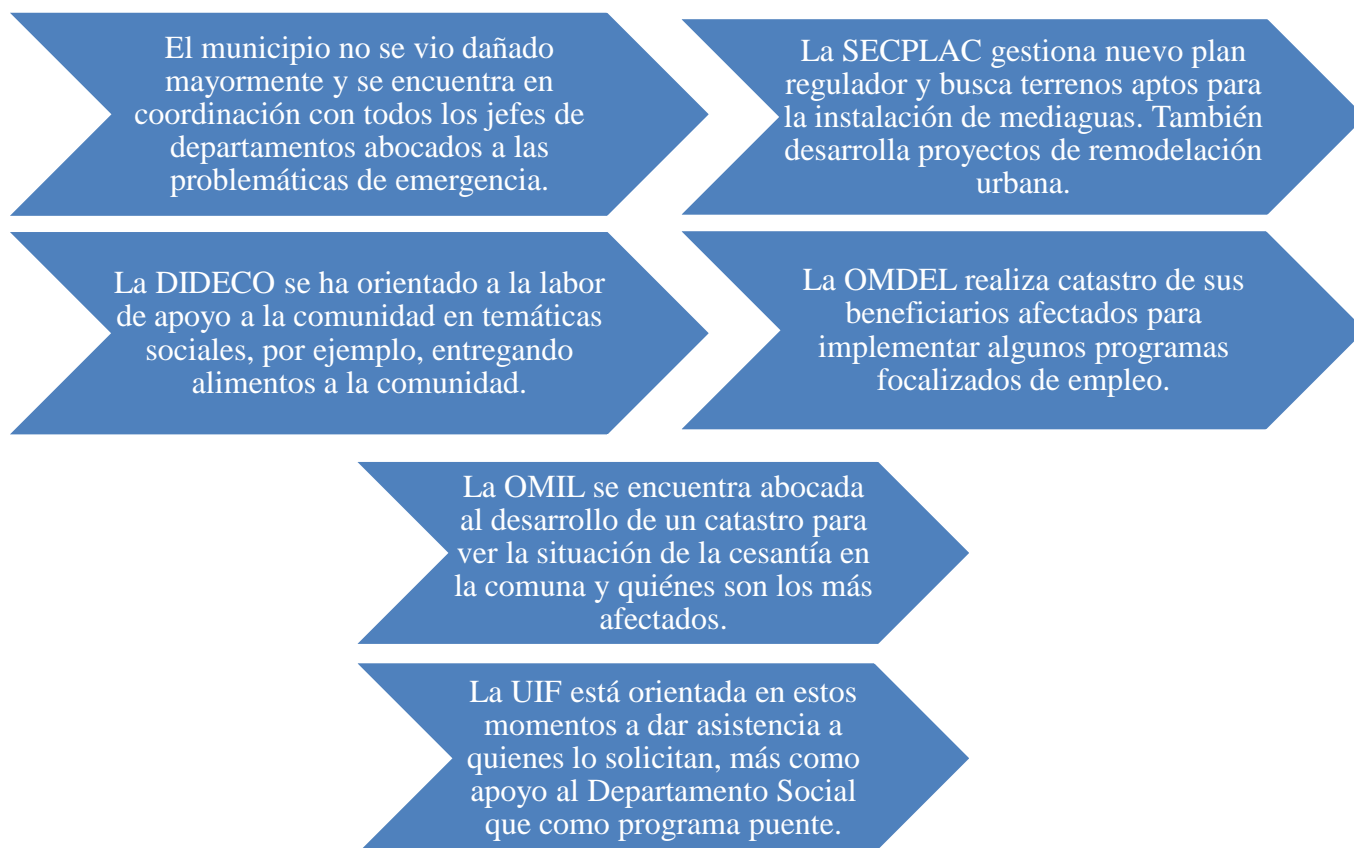 El municipio no se vio dañado
mayormente y se encuentra en
coordinación con todos los jefes de
departamentos abocados a las
problemáticas de emergencia.
La SECPLAC gestiona nuevo plan
regulador y busca terrenos aptos para
la instalación de mediaguas. También
desarrolla proyectos de remodelación
urbana.
La DIDECO se ha orientado a la labor
de apoyo a la comunidad en temáticas
sociales, por ejemplo, entregando
alimentos a la comunidad.
La OMDEL realiza catastro de sus
beneficiarios afectados para
implementar algunos programas
focalizados de empleo.
La OMIL se encuentra abocada
al desarrollo de un catastro para
ver la situación de la cesantía en
la comuna y quiénes son los más
afectados.
La UIF está orientada en estos
momentos a dar asistencia a
quienes lo solicitan, más como
apoyo al Departamento Social
que como programa puente.